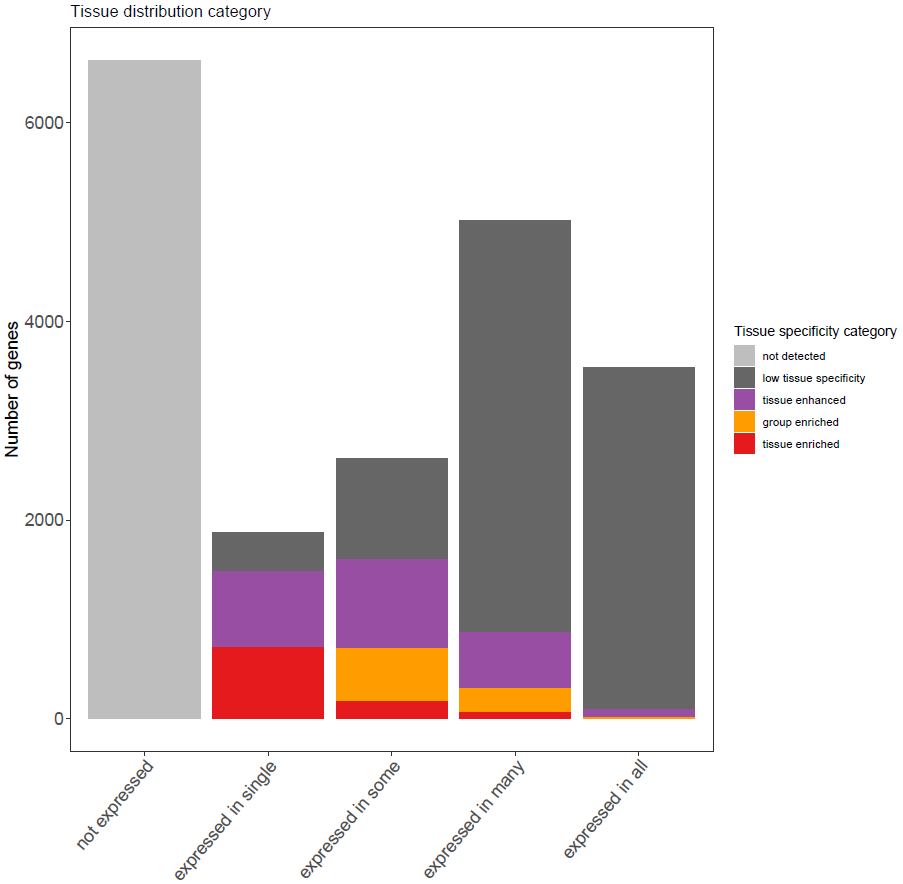 Tissue distribution category
6000
4000
2000
0
Number of genes
not expressed
expressed in single
expressed in some
expressed in many
expressed in all
Tissue specificity category
not detected
low tissue specificity
tissue enhanced
group enriched
tissue enriched